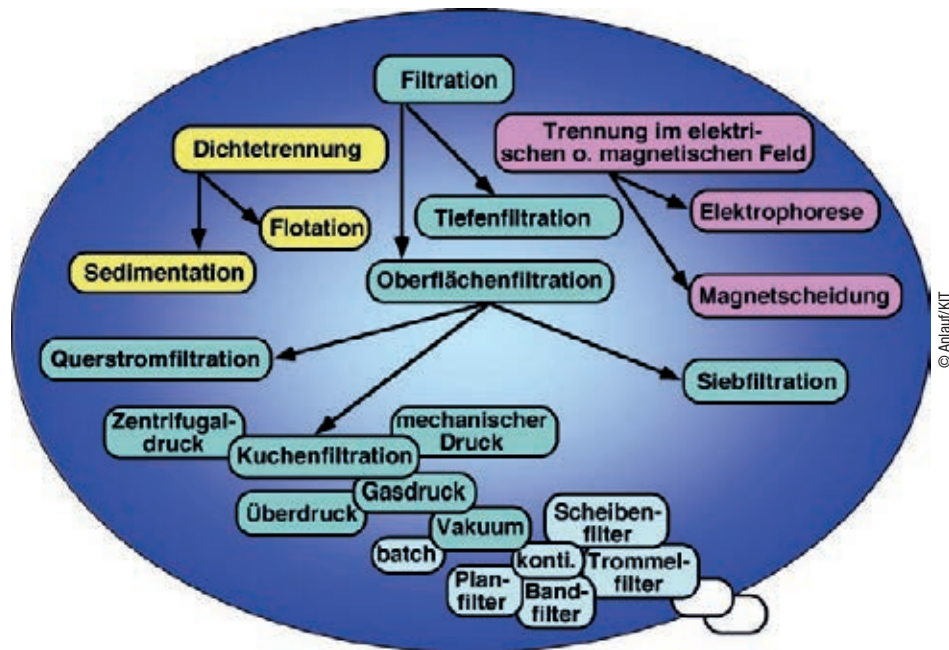 Filtration
Dichtetrennung
Trennung im elektri-
schen o. magnetischen Feld
Elektrophorese
Tiefenfiltration
Flotation
Sedimentation
Oberflächenfiltration
Magnetscheidung
Querstromfiltration
Siebfiltration
Zentrifugal-
druck
mechanischer
Druck
Kuchenfiltration
Gasdruck
Überdruck
Vakuum
Scheiben-
filter
batch
konti.
Trommel-
filter
Plan-
filter
Band-
filter
© Anlauf/KIT